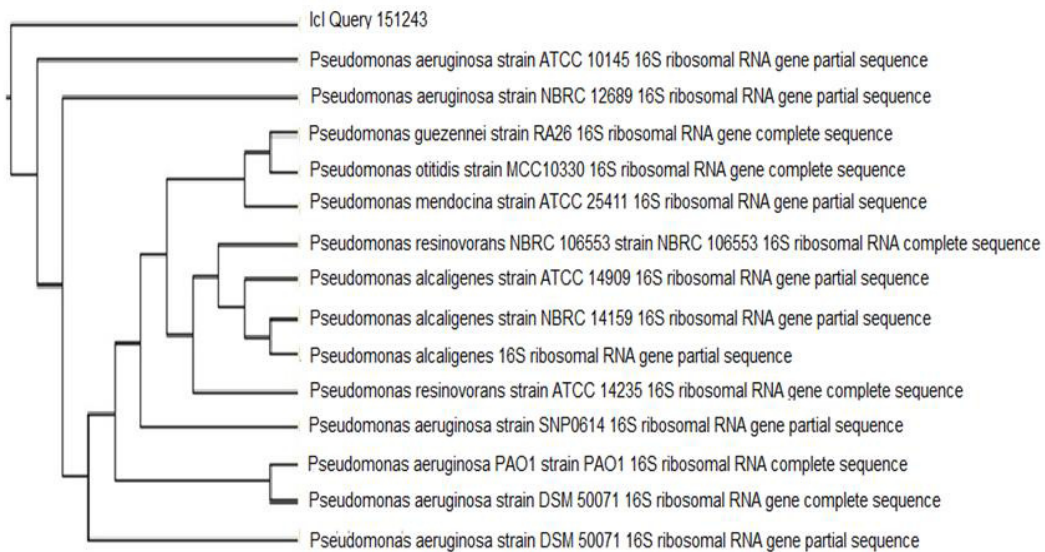 lcl Query 151243
Pseudomonas aeruginosa strain ATCC 10145 16S ribosomal RNA gene partial sequence
Pseudomonas aeruginosa strain NBRC 12689 16S ribosomal RNA gene partial sequence
Pseudomonas guezennei strain RA26 16S ribosomal RNA gene complete sequence
Pseudomonas otitidis strain MCC10330 16S ribosomal RNA gene complete sequence
Pseudomonas mendocina strain ATCC 25411 16S ribosomal RNA gene partial sequence
Pseudomonas resinovorans NBRC 106553 strain NBRC 106553 16S ribosomal RNA complete sequence
Pseudomonas alcaligenes strain ATCC 14909 16S ribosomal RNA gene partial sequence
Pseudomonas alcaligenes strain NBRC 14159 16S ribosomal RNA gene partial sequence
Pseudomonas alcaligenes 16S ribosomal RNA gene partial sequence
Pseudomonas resinovorans strain ATCC 14235 16S ribosomal RNA gene complete sequence
Pseudomonas aeruginosa strain SNP0614 16S ribosomal RNA gene partial sequence
Pseudomonas aeruginosa PAO1 strain PAO1 16S ribosomal RNA complete sequence
Pseudomonas aeruginosa strain DSM 50071 16S ribosomal RNA gene complete sequence
Pseudomonas aeruginosa strain DSM 50071 16S ribosomal RNA gene partial sequence